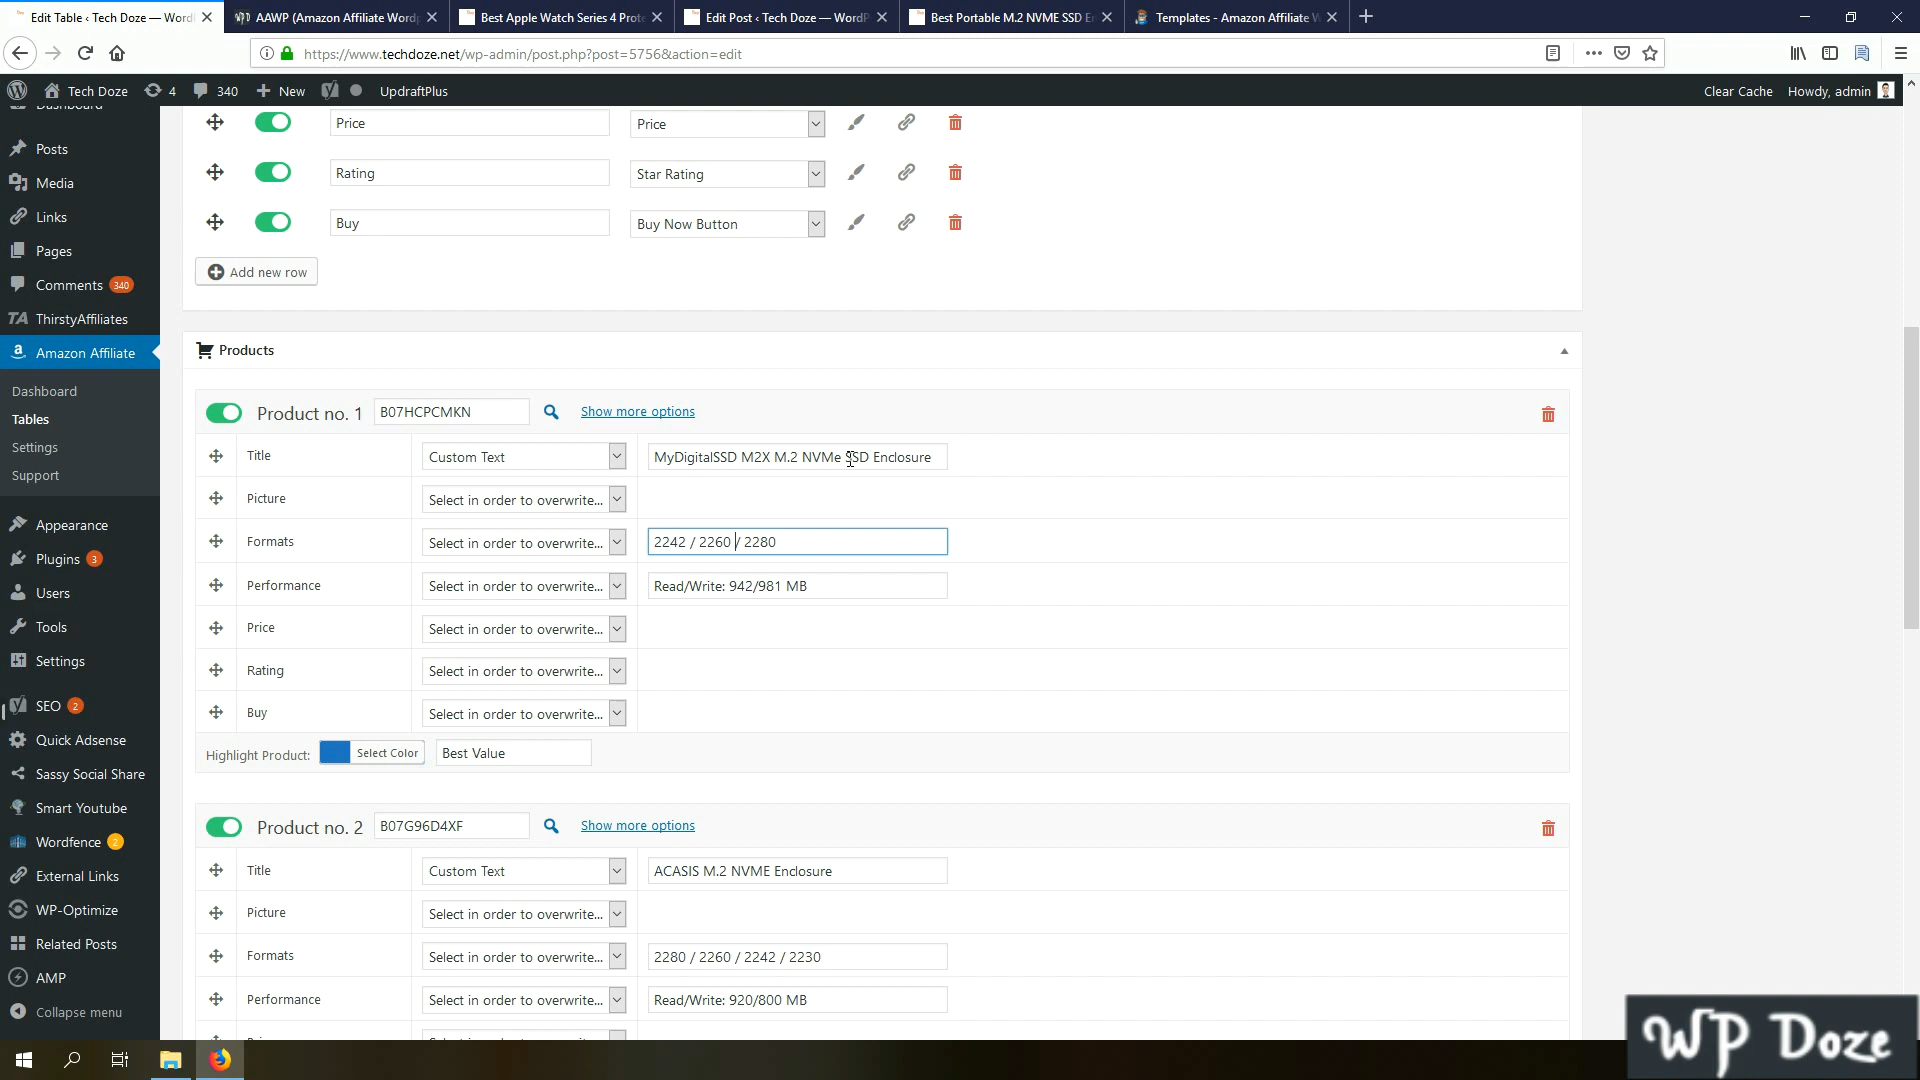 Edit Table ‹ Tech Doze — Word
AAWP (Amazon Affiliate Word
Best Apple Watch Series 4 Prote
Edit Post ‹ Tech Doze — WordP
Best Portable M.2 NVME SSD E
Templates - Amazon Affiliate W
https://www.techdoze.net/wp-admin/post.php?post=5756&action=edit
Tech Doze 4 340 New UpdraftPlus Clear Cache Howdy, admin
Dashboard
Posts
Media
Links
Pages
Comments 340
ThirstyAffiliates
Amazon Affiliate
Dashboard
Tables
Settings
Support
Appearance
Plugins 3
Users
Tools
Settings
SEO 2
Quick Adsense
Sassy Social Share
Smart Youtube
Wordfence 2
External Links
WP-Optimize
Related Posts
AMP
Collapse menu
Price Price
Rating Star Rating
Buy Buy Now Button
Add new row
Products
Product no. 1 B07HCPCMKN Show more options
Title Custom Text MyDigitalSSD M2X M.2 NVMe SSD Enclosure
Picture Select in order to overwrite...
Formats Select in order to overwrite... 2242 / 2260 / 2280
Performance Select in order to overwrite... Read/Write: 942/981 MB
Price Select in order to overwrite...
Rating Select in order to overwrite...
Buy Select in order to overwrite...
Highlight Product: Select Color Best Value
Product no. 2 B07G96D4XF Show more options
Title Custom Text ACASIS M.2 NVME Enclosure
Picture Select in order to overwrite...
Formats Select in order to overwrite... 2280 / 2260 / 2242 / 2230
Performance Select in order to overwrite... Read/Write: 920/800 MB
WP Doze